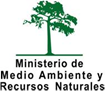 Ministerio de
Medio Ambiente y
Recursos Naturales